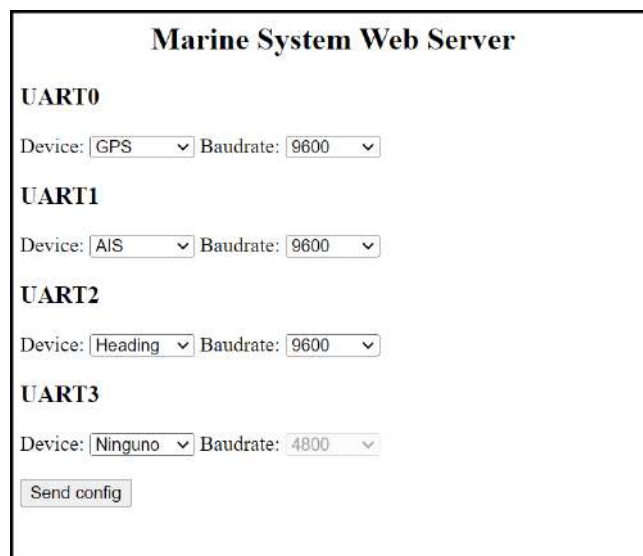 Marine System Web Server
UART0
Device: GPS Baudrate: 9600
UART1
Device: AIS Baudrate: 9600
UART2
Device: Heading Baudrate: 9600
UART3
Device: Ninguno Baudrate: 4800
Send config